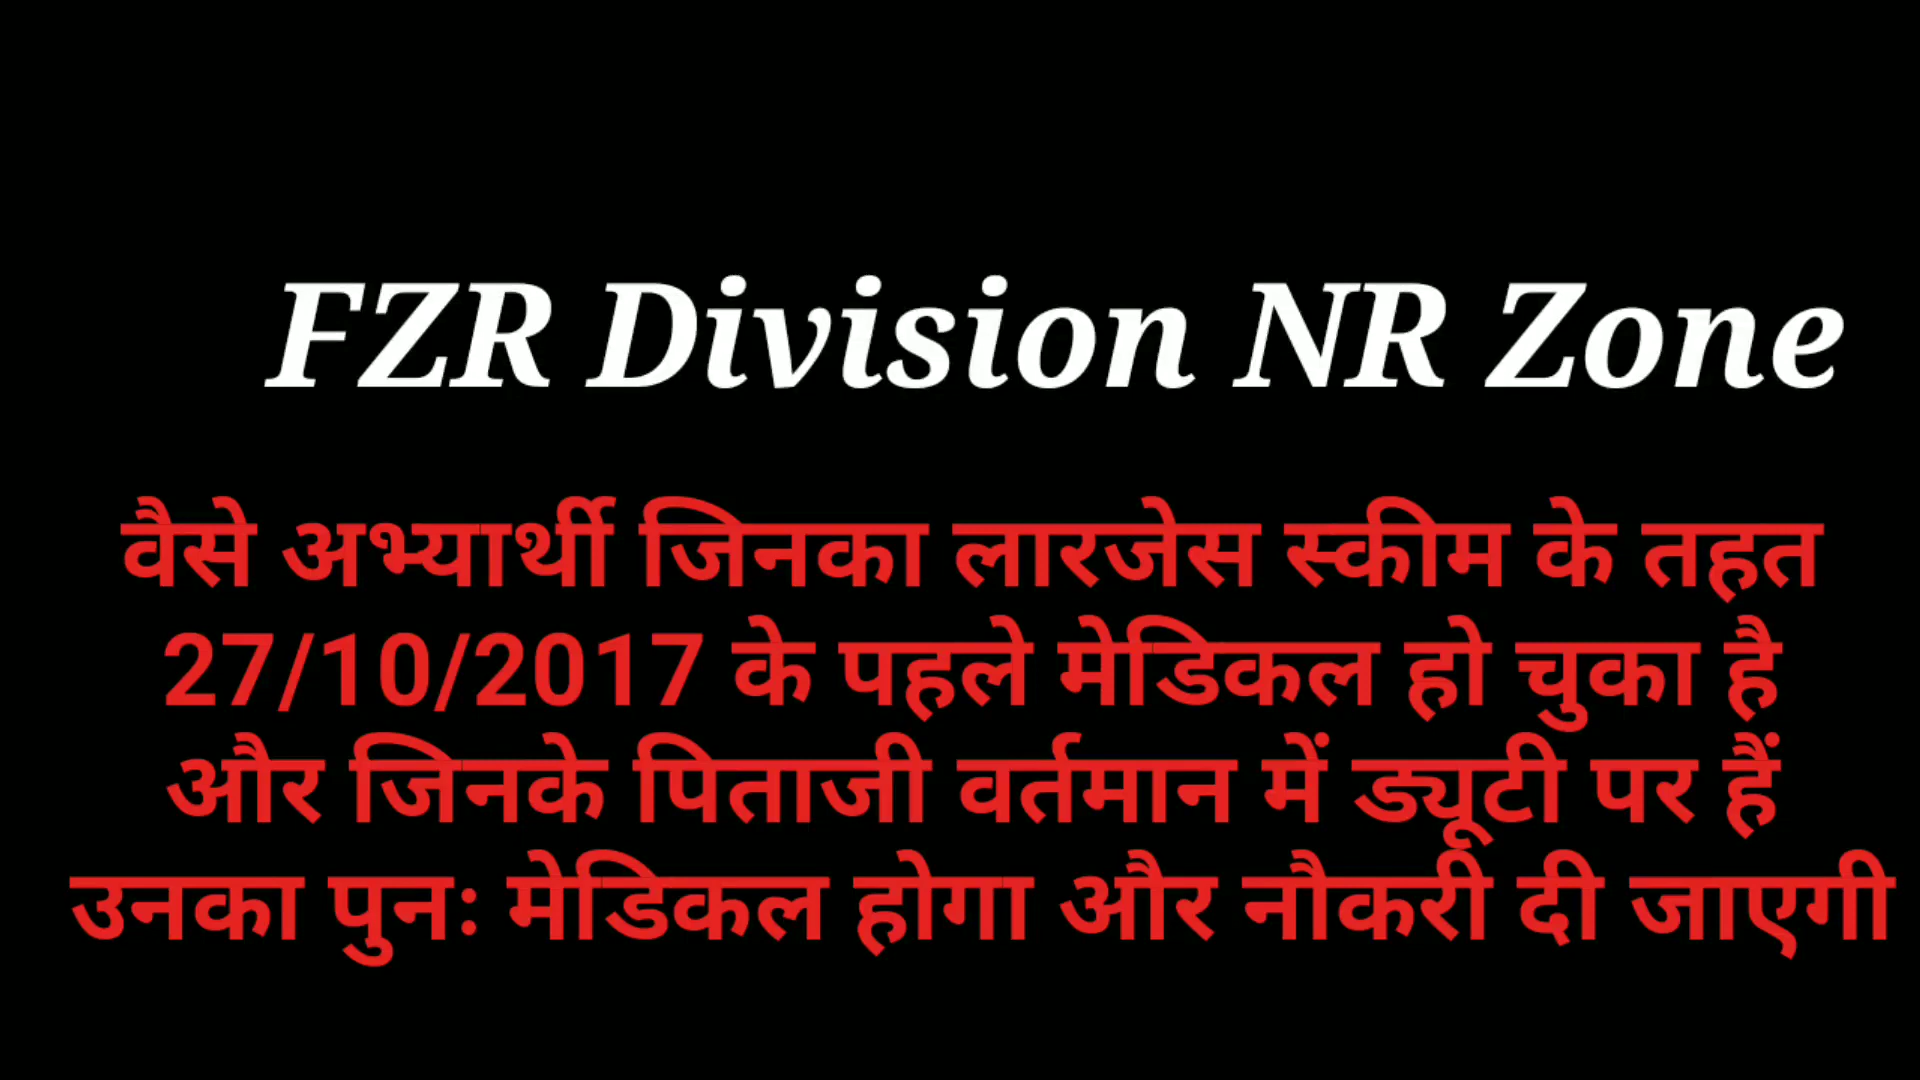 FZR Division NR Zone
वैसे अभ्यार्थी जिनका लारजेस स्कीम के तहत
27/10/2017 के पहले मेडिकल हो चुका है
और जिनके पिताजी वर्तमान में ड्यूटी पर हैं
उनका पुनः मेडिकल होगा और नौकरी दी जाएगी